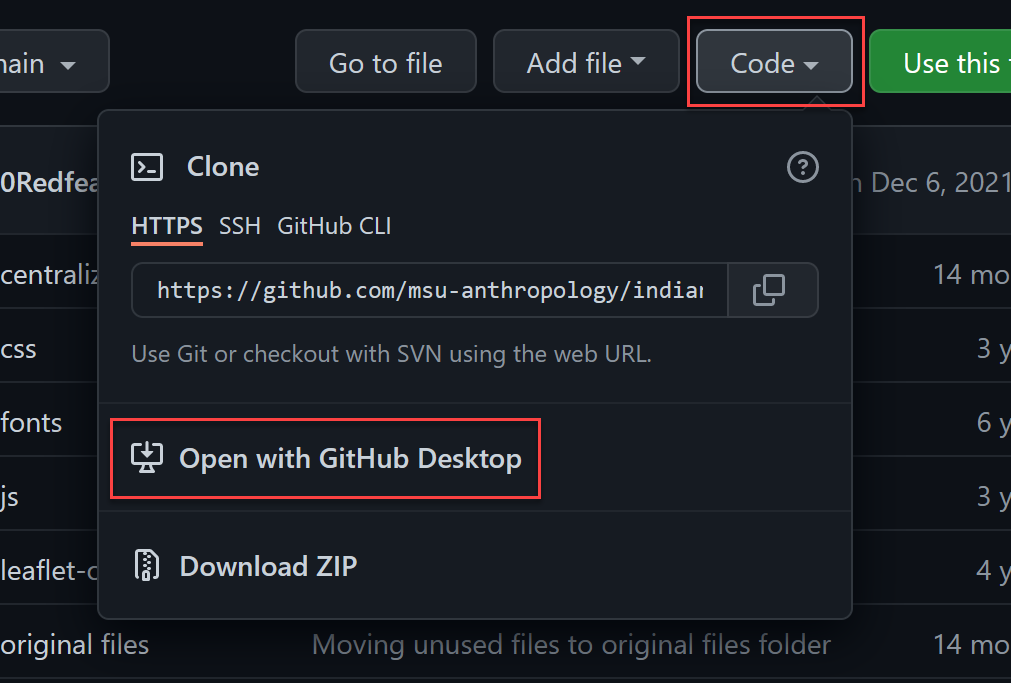 main Go to file Add file Code Use this
Clone
0Redfea Dec 6, 2021
HTTPS SSH GitHub CLI
centraliz 14 mo
https://github.com/msu-anthropology/indian
css Use Git or checkout with SVN using the web URL. 3 y
fonts 6 y
Open with GitHub Desktop
js 3 y
leaflet-c Download ZIP 4 y
original files Moving unused files to original files folder 14 mo